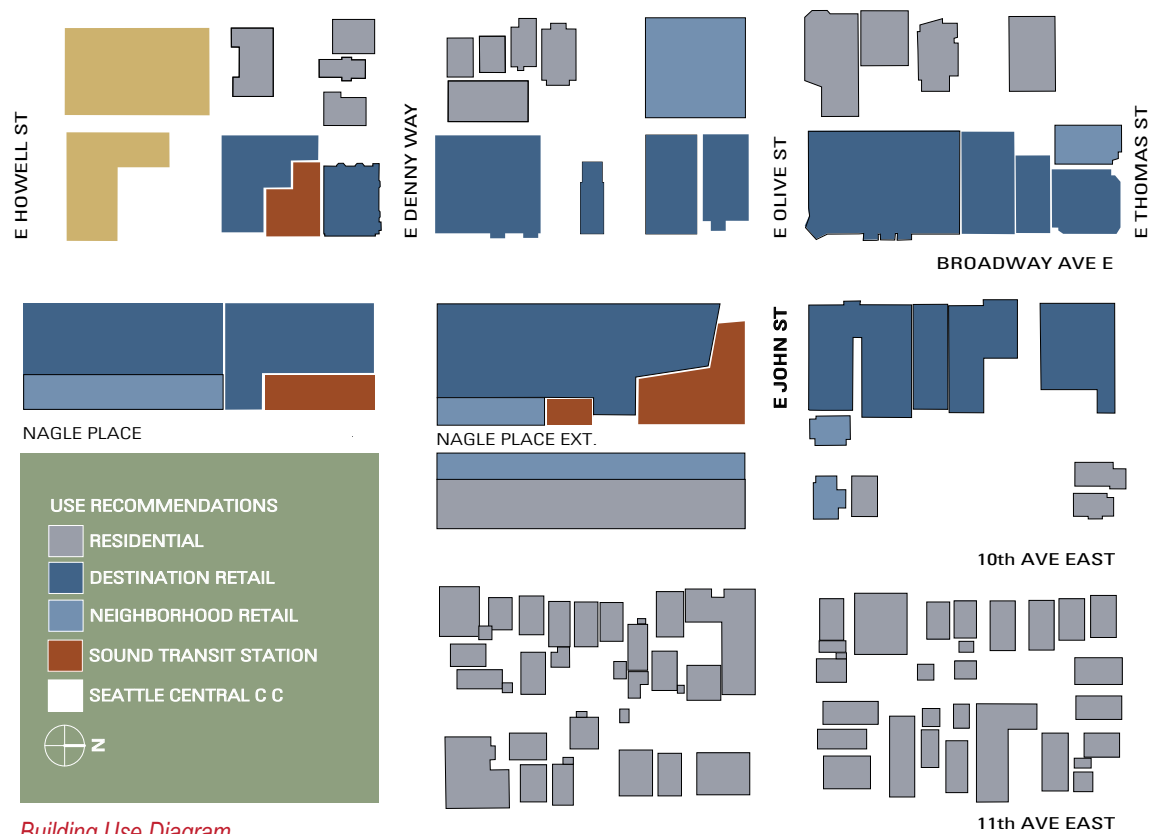 E HOWELL ST
E DENNY WAY
E OLIVE ST
E THOMAS ST
BROADWAY AVE E
E JOHN ST
NAGLE PLACE
NAGLE PLACE EXT.
USE RECOMMENDATIONS
RESIDENTIAL
DESTINATION RETAIL
NEIGHBORHOOD RETAIL
SOUND TRANSIT STATION
SEATTLE CENTRAL C C
N
10th AVE EAST
11th AVE EAST
Building Use Diagram